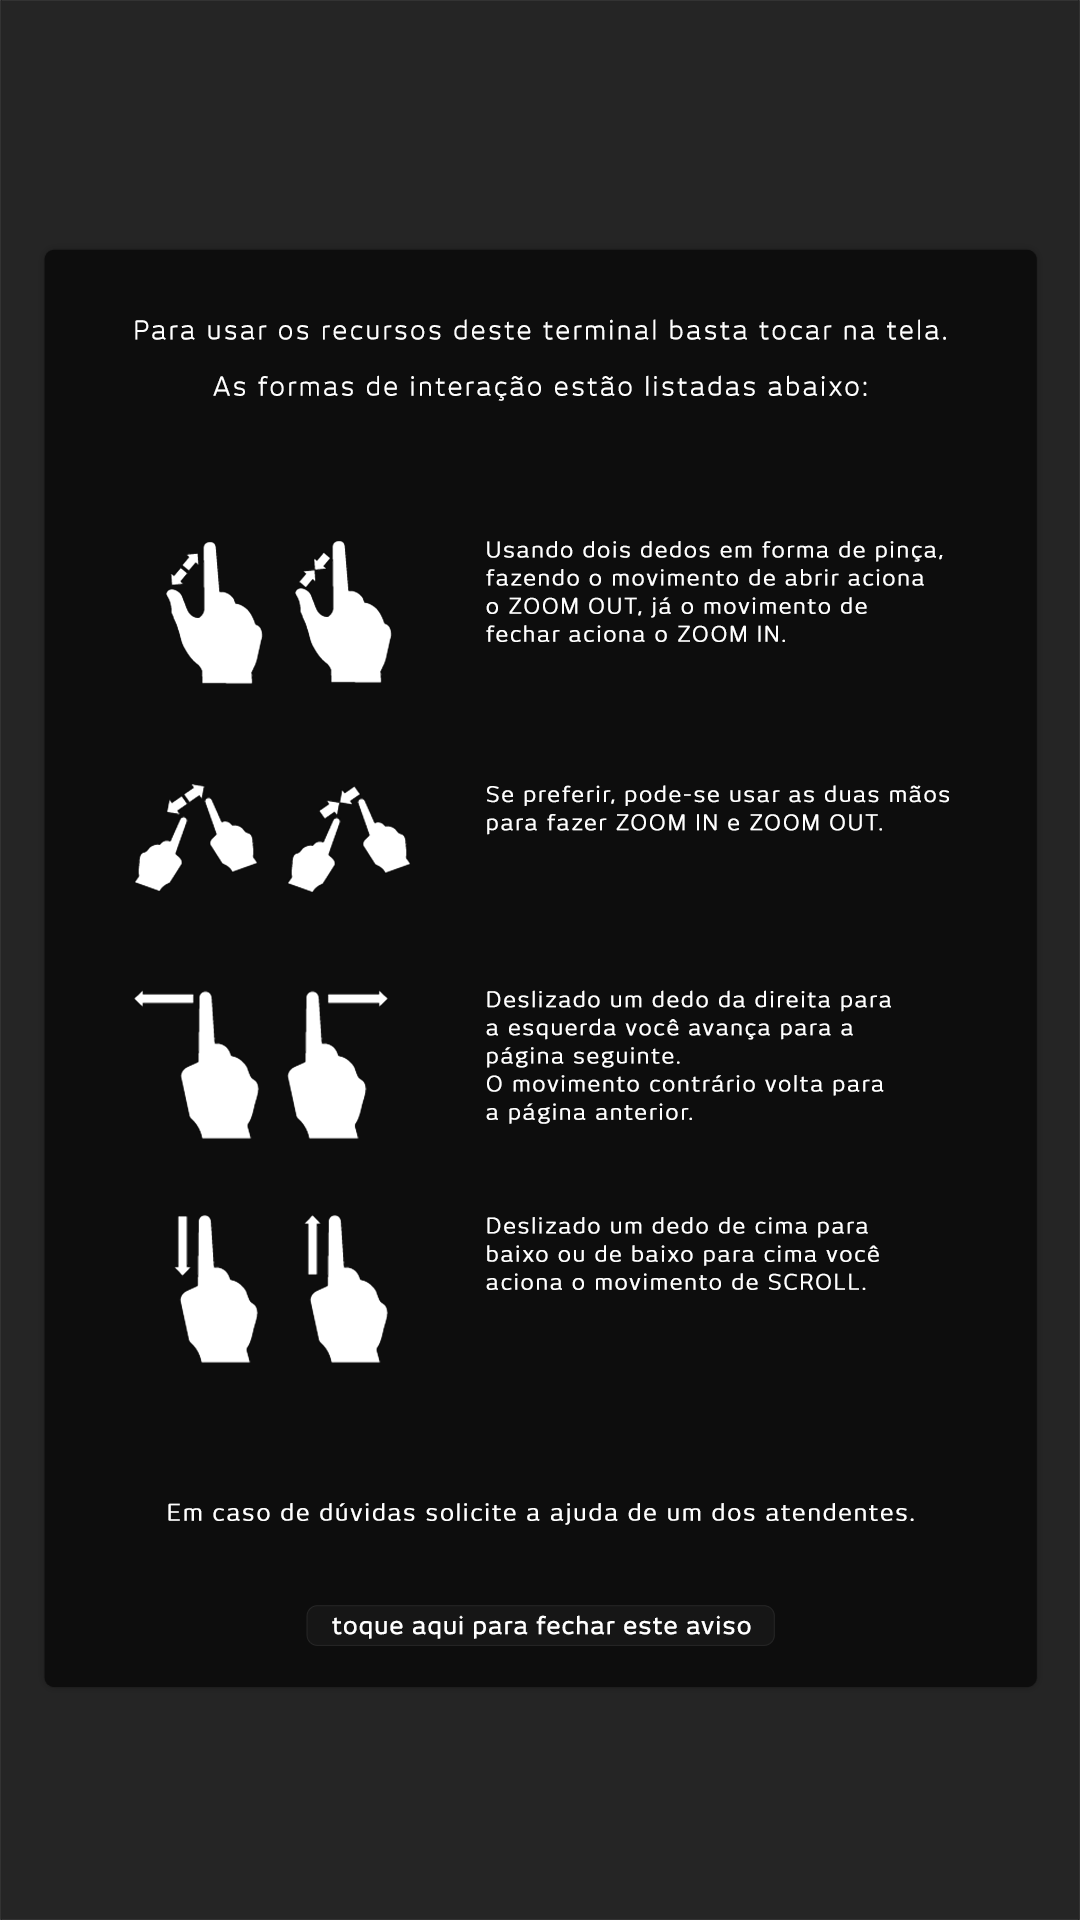 Para usar os recursos deste terminal basta tocar na tela.
As formas de interação estão listadas abaixo:
Usando dois dedos em forma de pinça,
fazendo o movimento de abrir aciona
o ZOOM OUT, já o movimento de
fechar aciona o ZOOM IN.
Se preferir, pode-se usar as duas mãos
para fazer ZOOM IN e ZOOM OUT.
Deslizado um dedo da direita para
a esquerda você avança para a
página seguinte.
O movimento contrário volta para
a página anterior.
Deslizado um dedo de cima para
baixo ou de baixo para cima você
aciona o movimento de SCROLL.
Em caso de dúvidas solicite a ajuda de um dos atendentes.
toque aqui para fechar este aviso